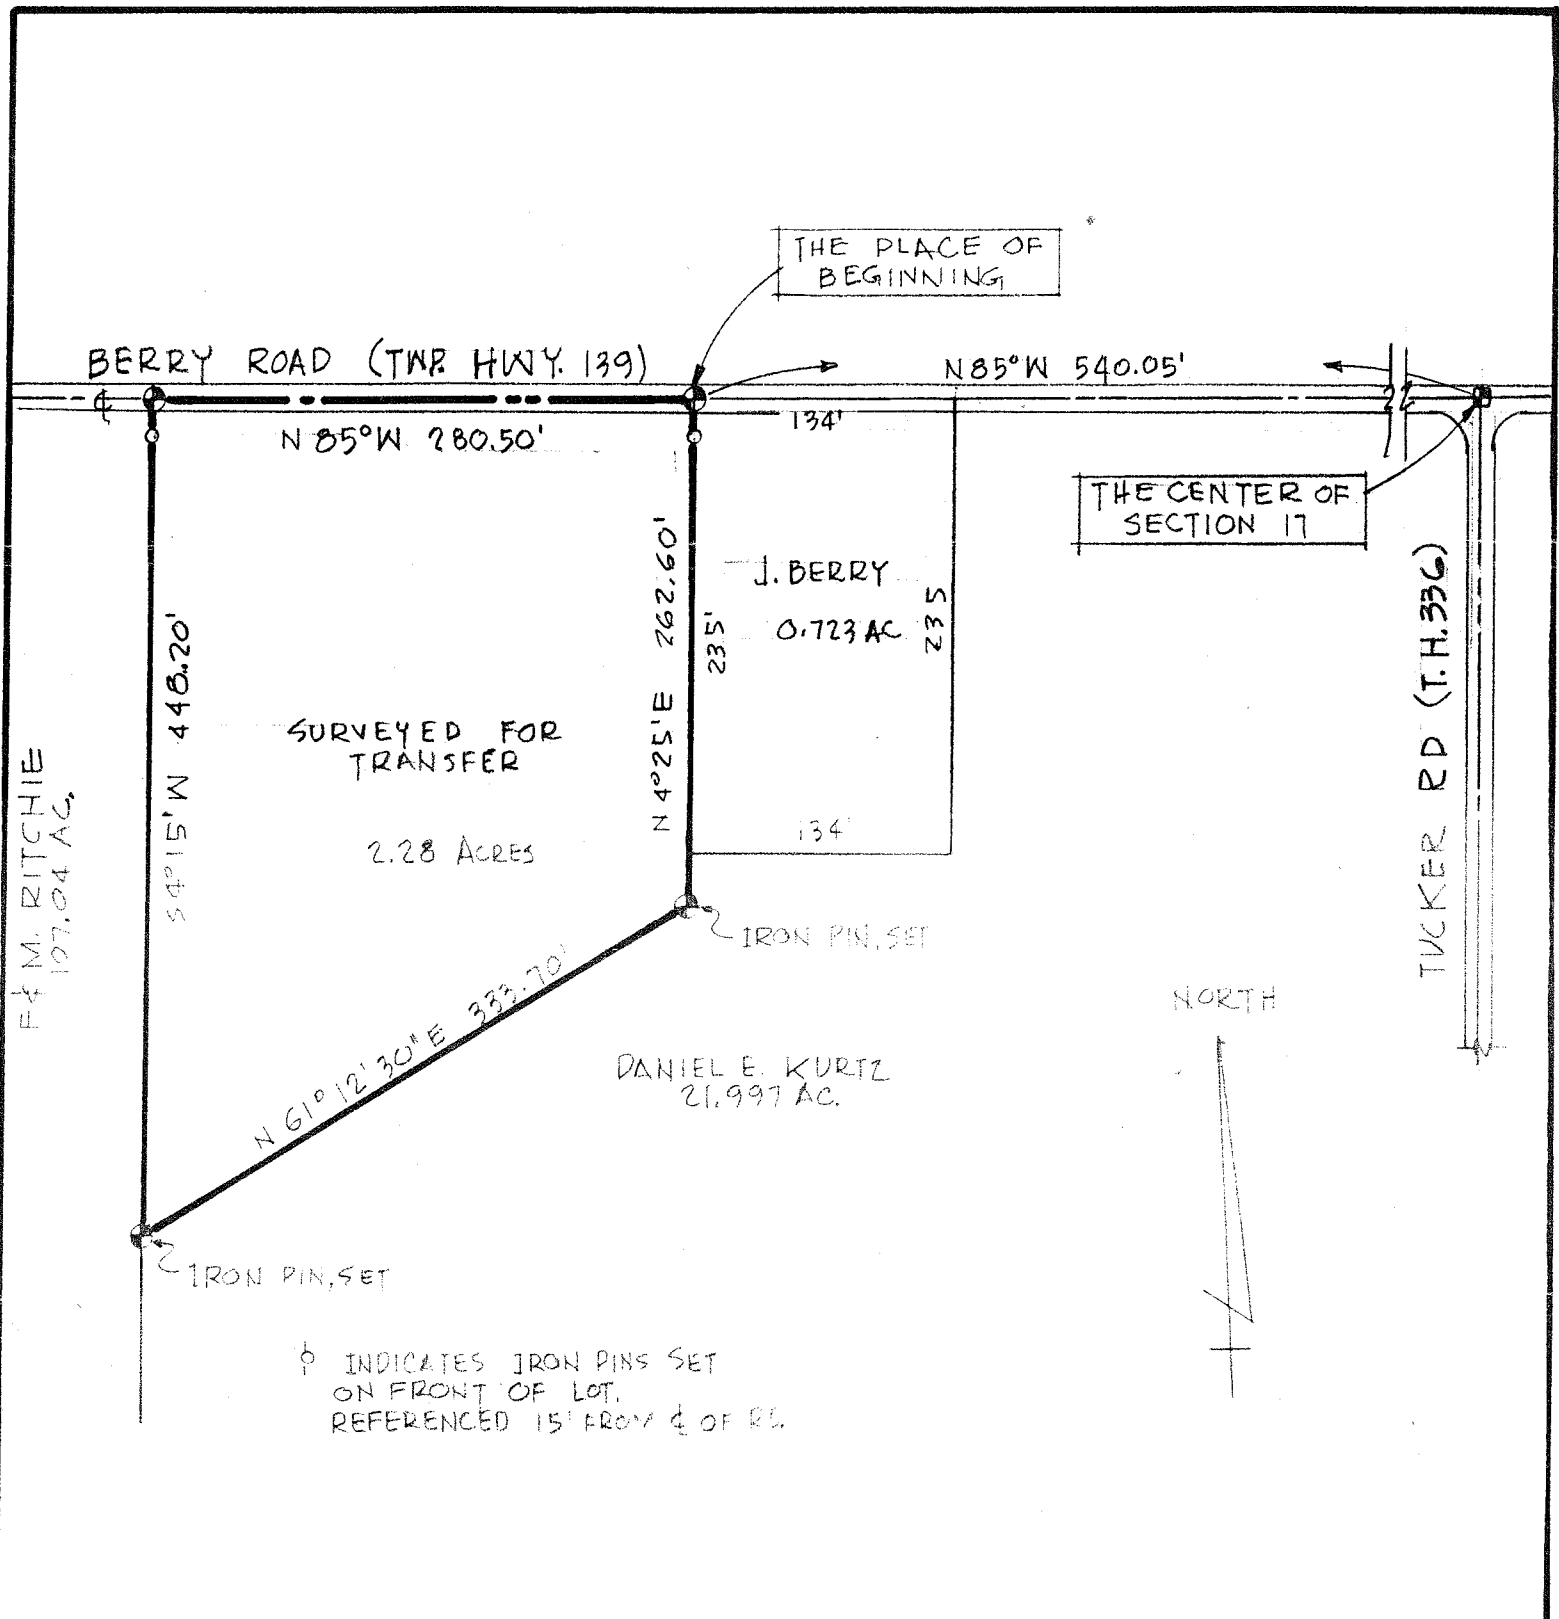 THE PLACE OF
BEGINNING
BERRY ROAD (TWP. HWY. 139)
N85°W 540.05'
℄
N 85°W 280.50'
134'
THE CENTER OF
SECTION 17
N 4°25'E 262.60'
235'
J. BERRY
0.723 AC
235
134'
S4°15'W 448.20'
SURVEYED FOR
TRANSFER
2.28 ACRES
F & M. RITCHIE
107.04 AC.
TUCKER RD (T.H.336)
IRON PIN, SET
N 61°12'30"E 333.70'
DANIEL E. KURTZ
21.997 AC.
NORTH
IRON PIN, SET
INDICATES IRON PINS SET
ON FRONT OF LOT.
REFERENCED 15' FROM ℄ OF RD.